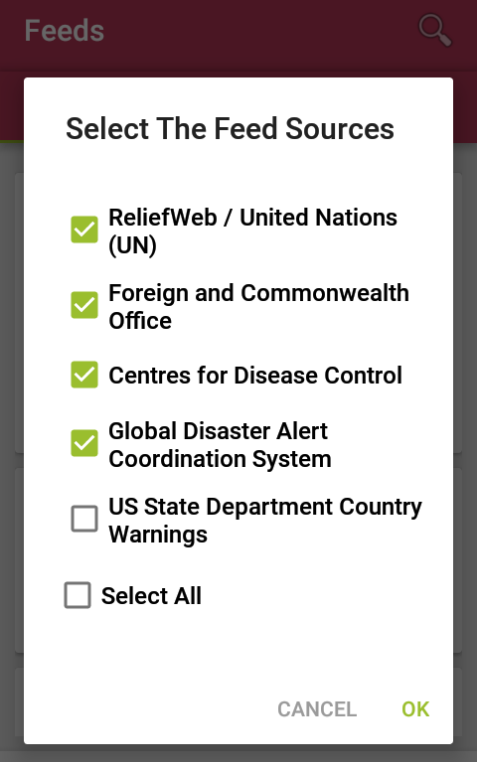 Feeds
Select The Feed Sources
ReliefWeb / United Nations
(UN)
Foreign and Commonwealth
Office
Centres for Disease Control
Global Disaster Alert
Coordination System
US State Department Country
Warnings
Select All
CANCEL OK